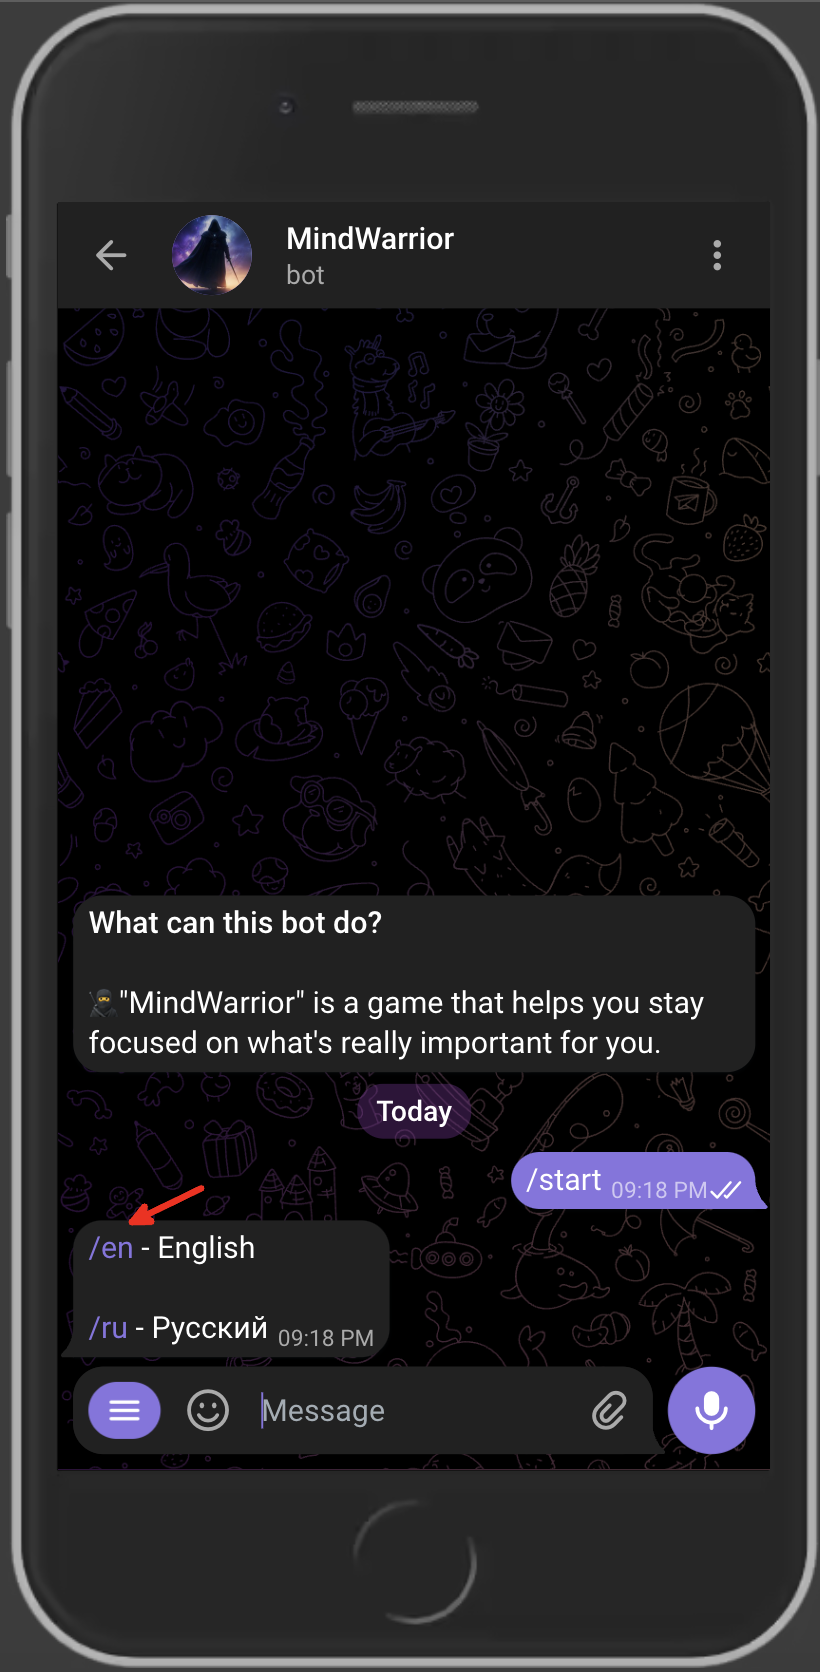 MindWarrior
bot
What can this bot do?
🥷"MindWarrior" is a game that helps you stay
focused on what's really important for you.
Today
/start 09:18 PM
/en - English
/ru - Русский 09:18 PM
Message